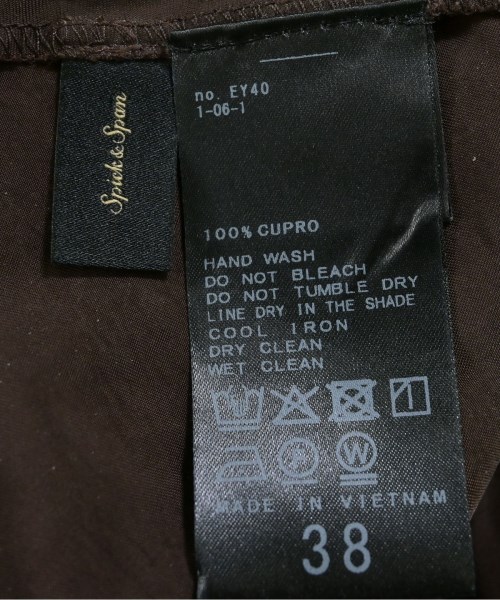 Spick & Span
no. EY40
1-06-1
100% CUPRO
HAND WASH
DO NOT BLEACH
DO NOT TUMBLE DRY
LINE DRY IN THE SHADE
COOL IRON
DRY CLEAN
WET CLEAN
W
MADE IN VIETNAM
38